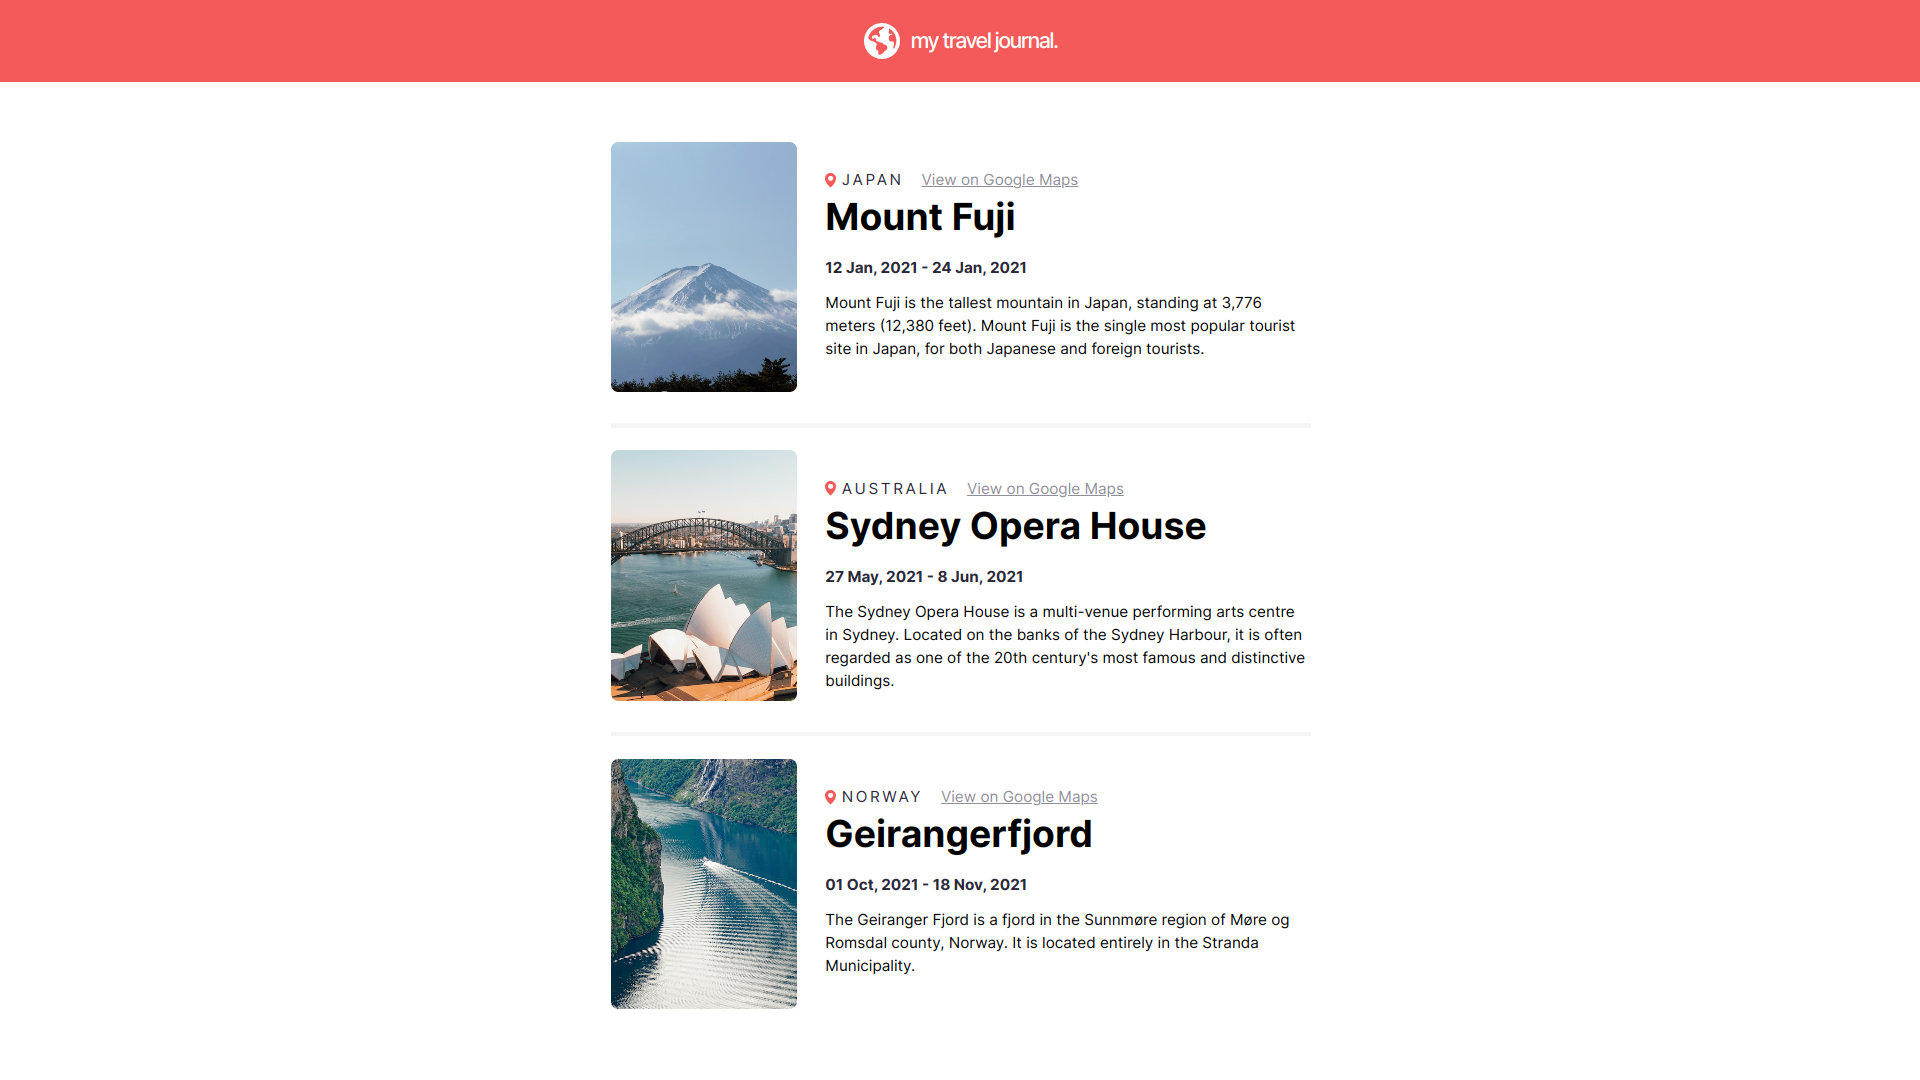 my travel journal.
JAPAN View on Google Maps
Mount Fuji
12 Jan, 2021 - 24 Jan, 2021
Mount Fuji is the tallest mountain in Japan, standing at 3,776
meters (12,380 feet). Mount Fuji is the single most popular tourist
site in Japan, for both Japanese and foreign tourists.
AUSTRALIA View on Google Maps
Sydney Opera House
27 May, 2021 - 8 Jun, 2021
The Sydney Opera House is a multi-venue performing arts centre
in Sydney. Located on the banks of the Sydney Harbour, it is often
regarded as one of the 20th century's most famous and distinctive
buildings.
NORWAY View on Google Maps
Geirangerfjord
01 Oct, 2021 - 18 Nov, 2021
The Geiranger Fjord is a fjord in the Sunnmøre region of Møre og
Romsdal county, Norway. It is located entirely in the Stranda
Municipality.